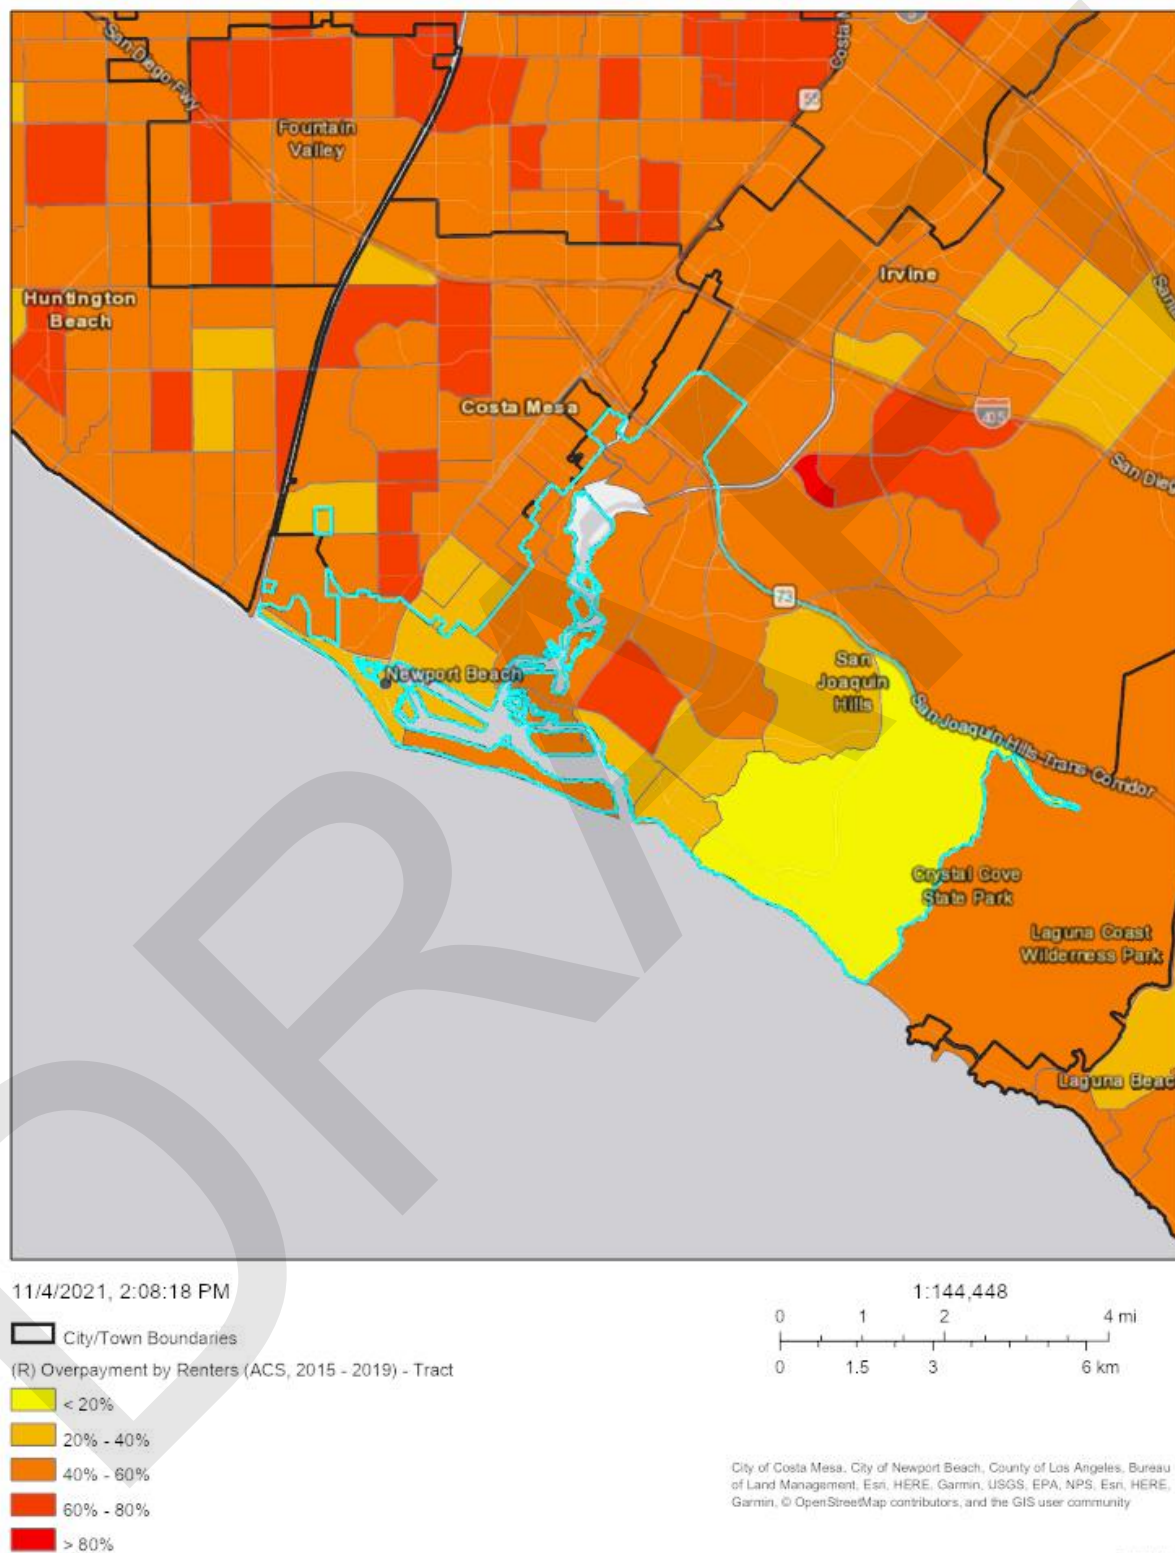 San Diego Fwy
Costa M
55
Fountain
Valley
Irvine
Huntington
Beach
Costa Mesa
405
San Dieg
73
San
Joaquin
Hills
Newport Beach
San Joaquin Hills Trans Corridor
Crystal Cove
State Park
Laguna Coast
Wilderness Park
Laguna Beac
DRAFT
11/4/2021, 2:08:18 PM
City/Town Boundaries
(R) Overpayment by Renters (ACS, 2015 - 2019) - Tract
< 20%
20% - 40%
40% - 60%
60% - 80%
> 80%
1:144,448
0 1 2 4 mi
0 1.5 3 6 km
City of Costa Mesa, City of Newport Beach, County of Los Angeles, Bureau
of Land Management, Esri, HERE, Garmin, USGS, EPA, NPS, Esri, HERE,
Garmin, © OpenStreetMap contributors, and the GIS user community